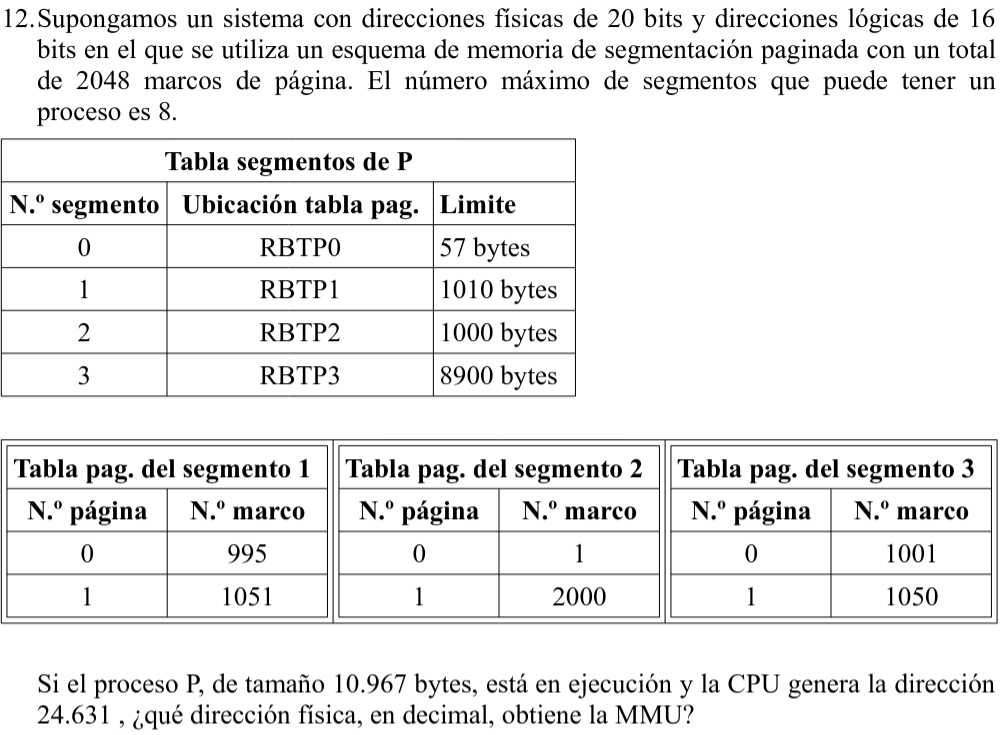 12.Supongamos un sistema con direcciones físicas de 20 bits y direcciones lógicas de 16
bits en el que se utiliza un esquema de memoria de segmentación paginada con un total
de 2048 marcos de página. El número máximo de segmentos que puede tener un
proceso es 8.
Tabla segmentos de P
N.º segmento Ubicación tabla pag. Limite
0 RBTP0 57 bytes
1 RBTP1 1010 bytes
2 RBTP2 1000 bytes
3 RBTP3 8900 bytes
Tabla pag. del segmento 1 Tabla pag. del segmento 2 Tabla pag. del segmento 3
N.º página N.º marco N.º página N.º marco N.º página N.º marco
0 995 0 1 0 1001
1 1051 1 2000 1 1050
Si el proceso P, de tamaño 10.967 bytes, está en ejecución y la CPU genera la dirección
24.631 , ¿qué dirección física, en decimal, obtiene la MMU?